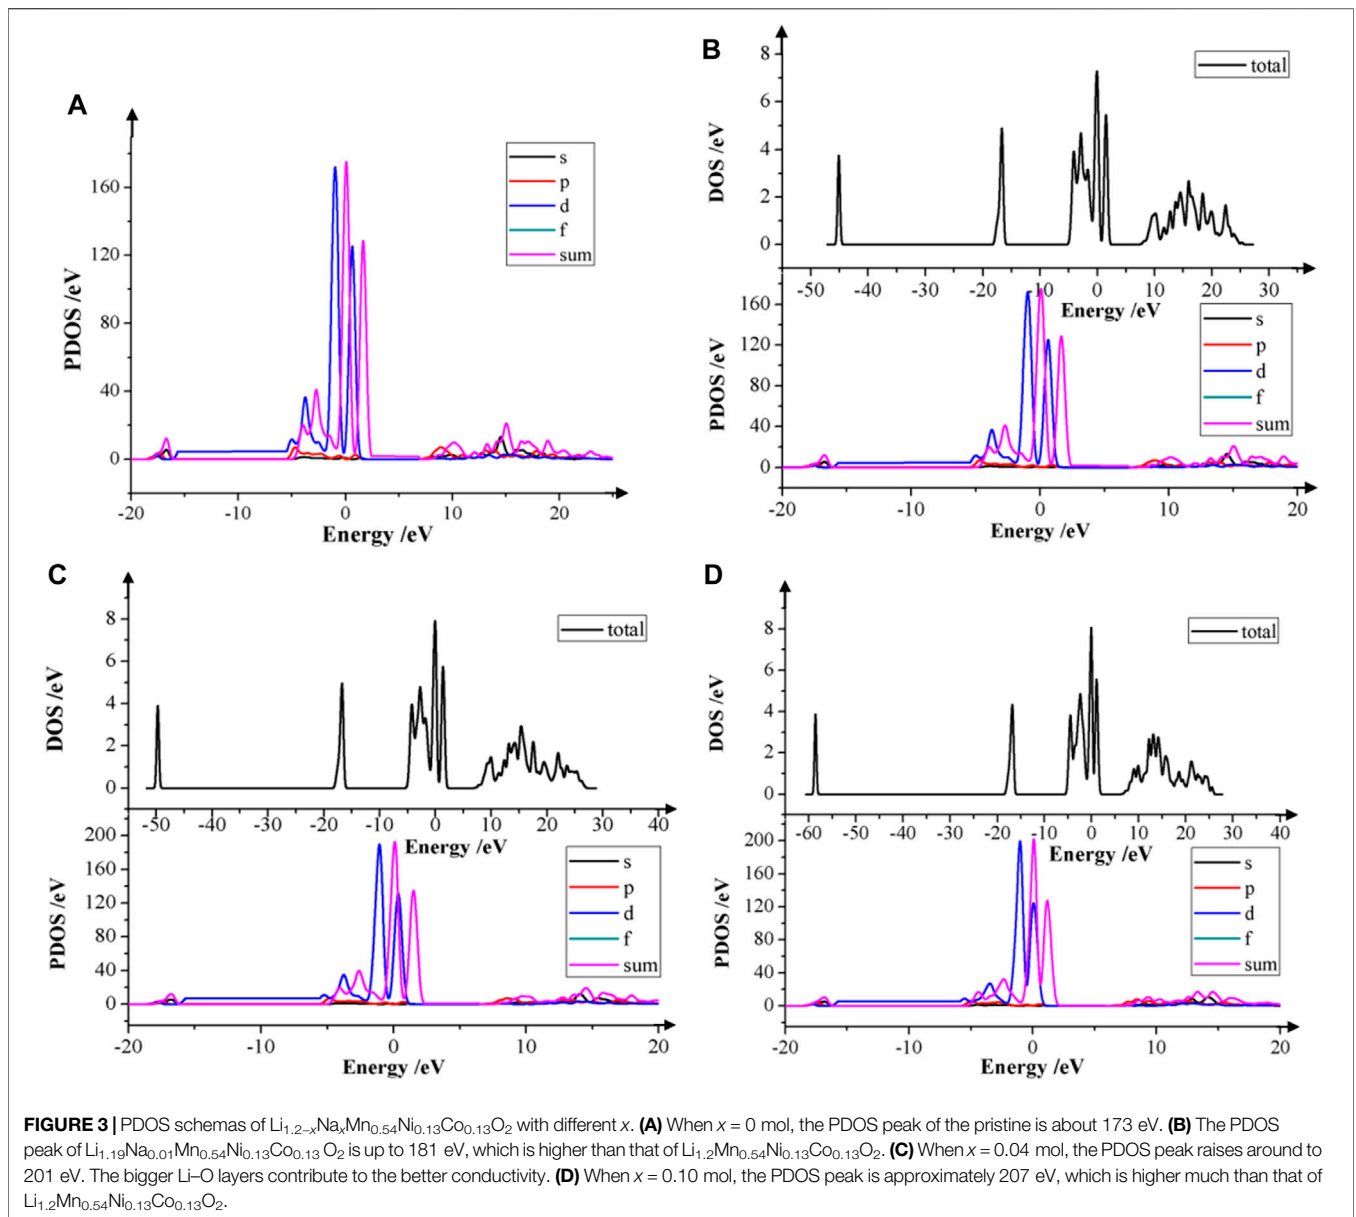 A
PDOS /eV
160
120
80
40
0
-20 -10 0 10 20
Energy /eV
s
p
d
f
sum
B
DOS /eV
8
6
4
2
0
-50 -40 -30 -20 -10 0 10 20 30
Energy /eV
total
PDOS /eV
160
120
80
40
0
-20 -10 0 10 20
Energy /eV
s
p
d
f
sum
C
DOS /eV
8
6
4
2
0
-50 -40 -30 -20 -10 0 10 20 30 40
Energy /eV
total
PDOS /eV
200
160
120
80
40
0
-20 -10 0 10 20
Energy /eV
s
p
d
f
sum
D
DOS /eV
8
6
4
2
0
-60 -50 -40 -30 -20 -10 0 10 20 30 40
Energy /eV
total
PDOS /eV
200
160
120
80
40
0
-20 -10 0 10 20
Energy /eV
s
p
d
f
sum
FIGURE 3 | PDOS schemas of Li1.2–xNaxMn0.54Ni0.13Co0.13O2 with different x. (A) When x = 0 mol, the PDOS peak of the pristine is about 173 eV. (B) The PDOS
peak of Li1.19Na0.01Mn0.54Ni0.13Co0.13 O2 is up to 181 eV, which is higher than that of Li1.2Mn0.54Ni0.13Co0.13O2. (C) When x = 0.04 mol, the PDOS peak raises around to
201 eV. The bigger Li–O layers contribute to the better conductivity. (D) When x = 0.10 mol, the PDOS peak is approximately 207 eV, which is higher much than that of
Li1.2Mn0.54Ni0.13Co0.13O2.